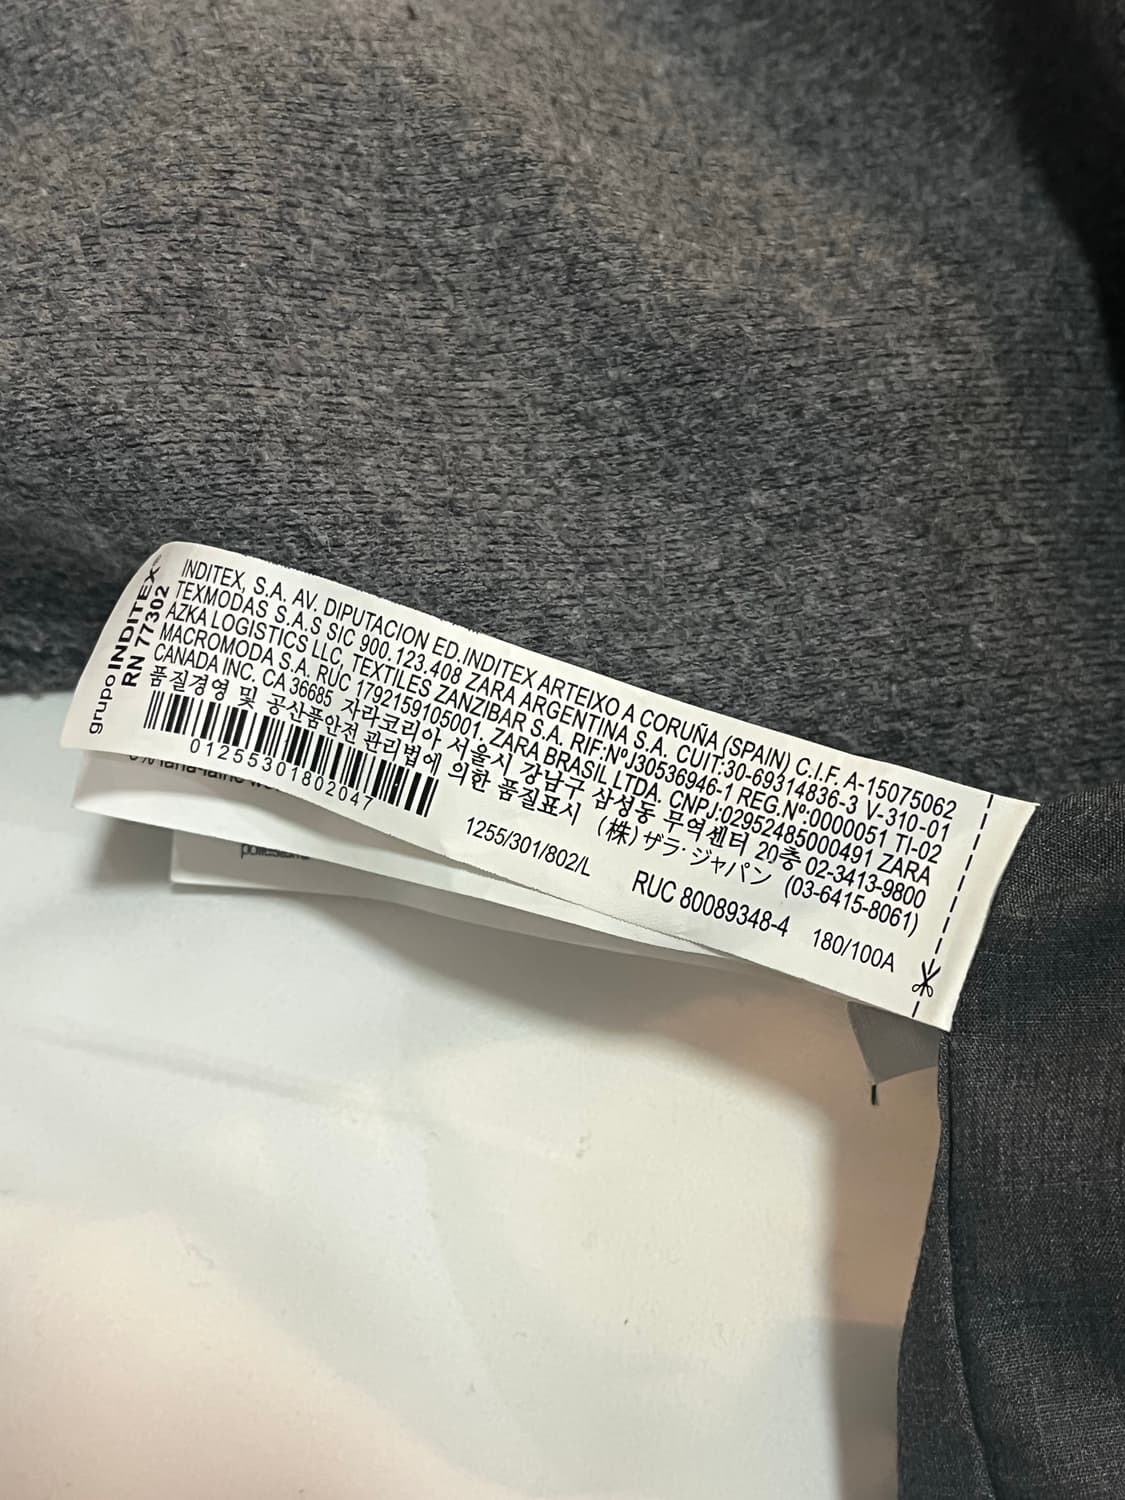 grupo INDITEX
RN 77302
INDITEX, S.A. AV. DIPUTACION ED.INDITEX ARTEIXO A CORUÑA (SPAIN) C.I.F. A-15075062
TEXMODAS S.A.S SIC 900.123.408 ZARA ARGENTINA S.A. CUIT:30-69314836-3 V-310-01
AZKA LOGISTICS LLC, TEXTILES ZANZIBAR S.A. RIF:NºJ30536946-1 REG.Nº:0000051 TI-02
MACROMODA S.A. RUC 1792159105001, ZARA BRASIL LTDA. CNPJ:02952485000491 ZARA
CANADA INC. CA 36685 자라코리아 서울시 강남구 삼성동 무역센터 20층 02-3413-9800
품질경영 및 공산품안전 관리법에 의한 품질표시 (株) ザラ・ジャパン (03-6415-8061)
01255301802047
1255/301/802/L RUC 80089348-4 180/100A